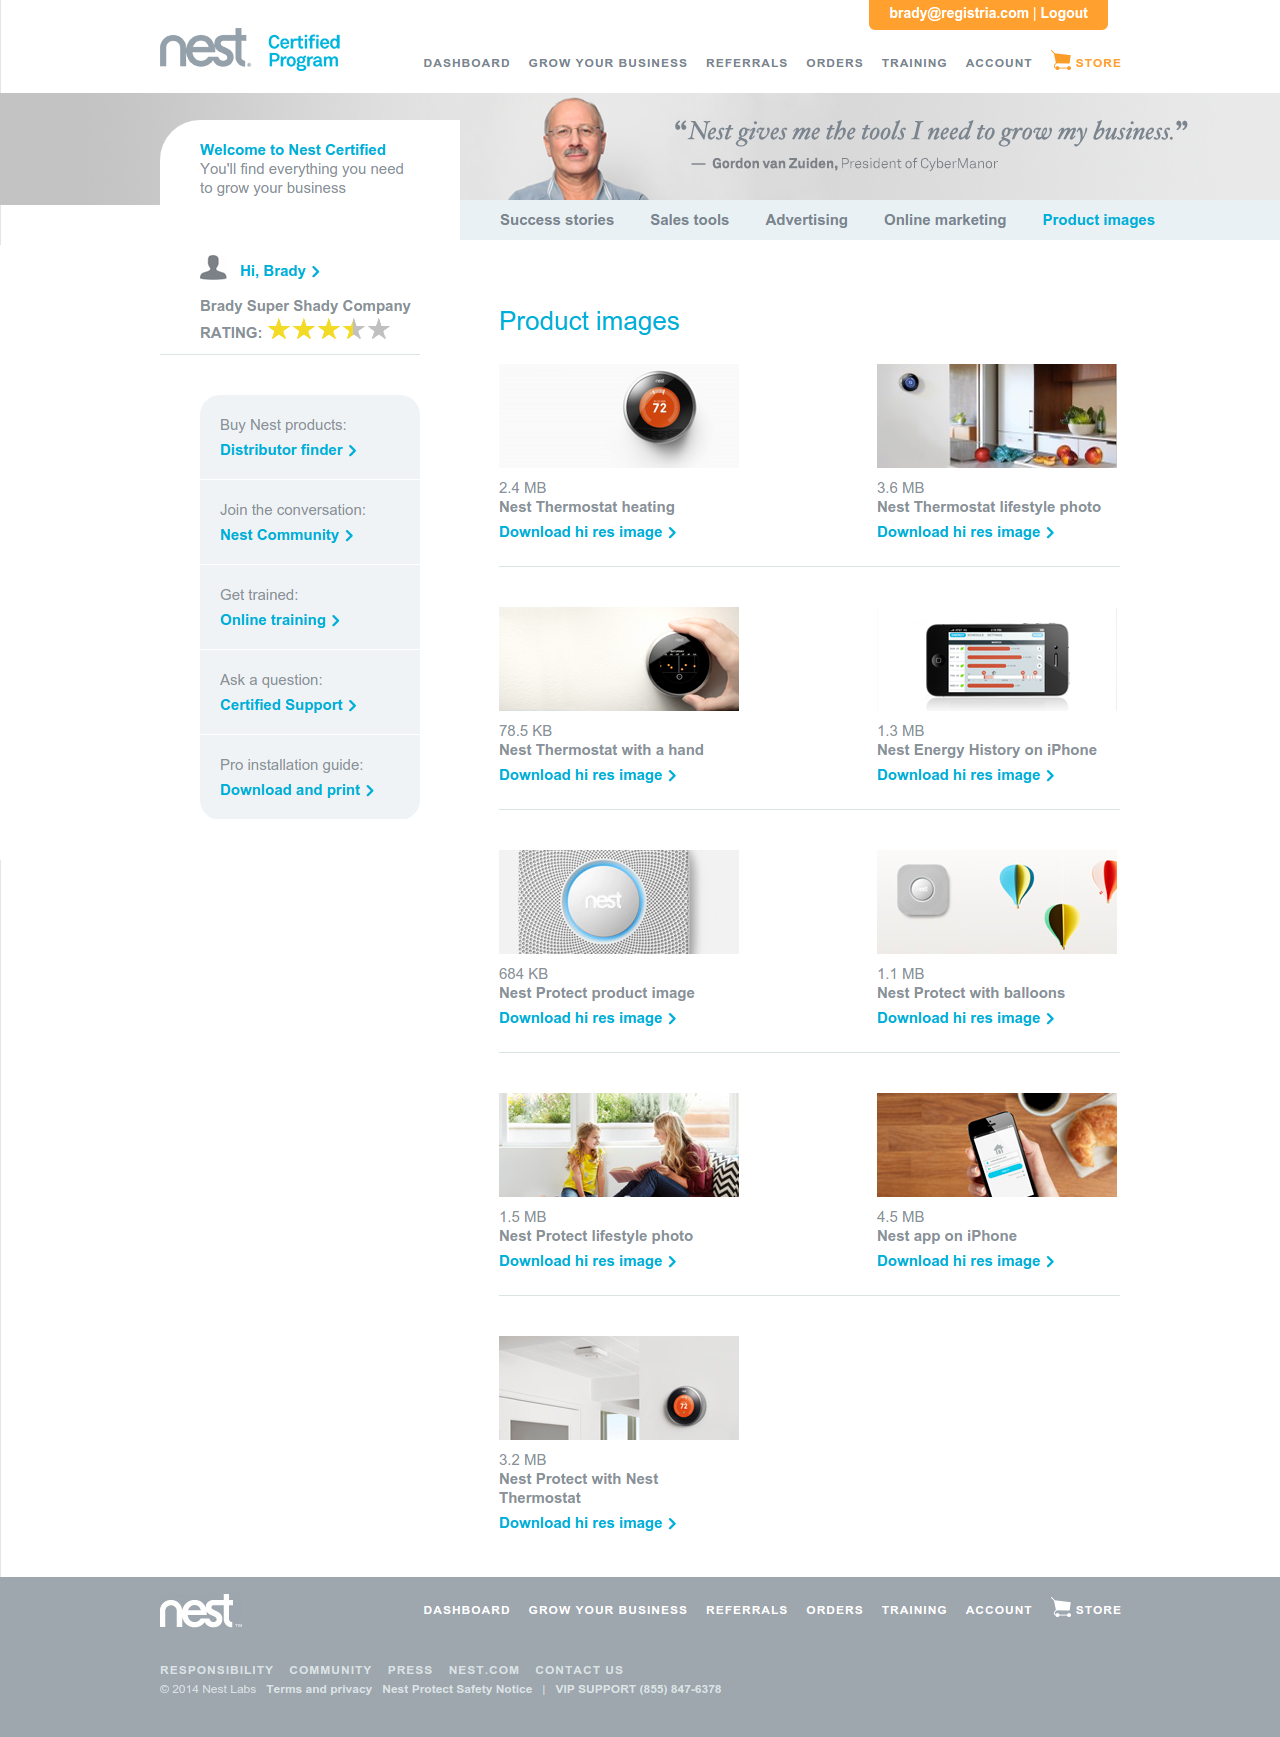 brady@registria.com | Logout
nest. Certified Program
DASHBOARD GROW YOUR BUSINESS REFERRALS ORDERS TRAINING ACCOUNT STORE
“Nest gives me the tools I need to grow my business.”
— Gordon van Zuiden, President of CyberManor
Welcome to Nest Certified
You'll find everything you need
to grow your business
Success stories Sales tools Advertising Online marketing Product images
Hi, Brady
Brady Super Shady Company
RATING:
Buy Nest products:
Distributor finder
Join the conversation:
Nest Community
Get trained:
Online training
Ask a question:
Certified Support
Pro installation guide:
Download and print
Product images
nest
72
2.4 MB
Nest Thermostat heating
Download hi res image
3.6 MB
Nest Thermostat lifestyle photo
Download hi res image
78.5 KB
Nest Thermostat with a hand
Download hi res image
1.3 MB
Nest Energy History on iPhone
Download hi res image
nest
684 KB
Nest Protect product image
Download hi res image
1.1 MB
Nest Protect with balloons
Download hi res image
1.5 MB
Nest Protect lifestyle photo
Download hi res image
4.5 MB
Nest app on iPhone
Download hi res image
72
3.2 MB
Nest Protect with Nest
Thermostat
Download hi res image
nest™
DASHBOARD GROW YOUR BUSINESS REFERRALS ORDERS TRAINING ACCOUNT STORE
RESPONSIBILITY COMMUNITY PRESS NEST.COM CONTACT US
© 2014 Nest Labs Terms and privacy Nest Protect Safety Notice | VIP SUPPORT (855) 847-6378